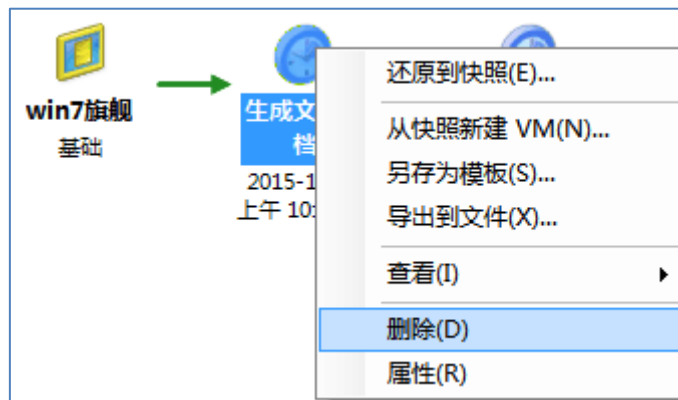 win7旗舰
基础
生成文
档
2015-1
上午 10:
还原到快照(E)...
从快照新建 VM(N)...
另存为模板(S)...
导出到文件(X)...
查看(I)
删除(D)
属性(R)